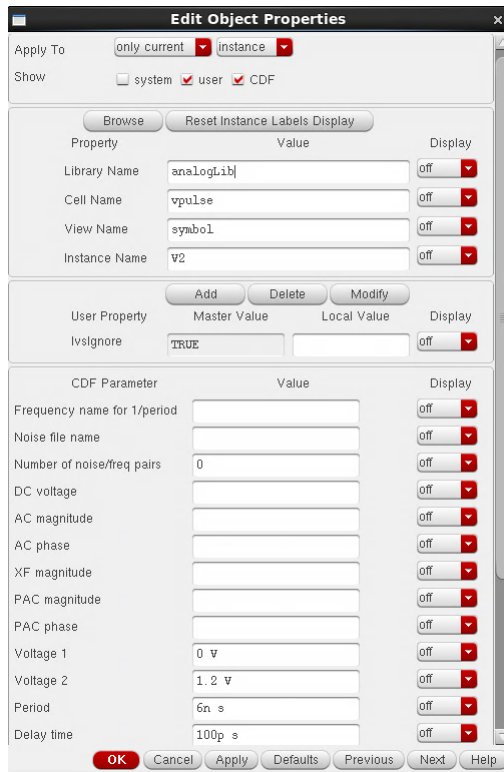 Edit Object Properties
Apply To only current instance
Show system user CDF
Browse Reset Instance Labels Display
Property Value Display
Library Name analogLib off
Cell Name vpulse off
View Name symbol off
Instance Name V2 off
Add Delete Modify
User Property Master Value Local Value Display
lvsIgnore TRUE off
CDF Parameter Value Display
Frequency name for 1/period off
Noise file name off
Number of noise/freq pairs 0 off
DC voltage off
AC magnitude off
AC phase off
XF magnitude off
PAC magnitude off
PAC phase off
Voltage 1 0 V off
Voltage 2 1.2 V off
Period 6n s off
Delay time 100p s off
OK Cancel Apply Defaults Previous Next Help